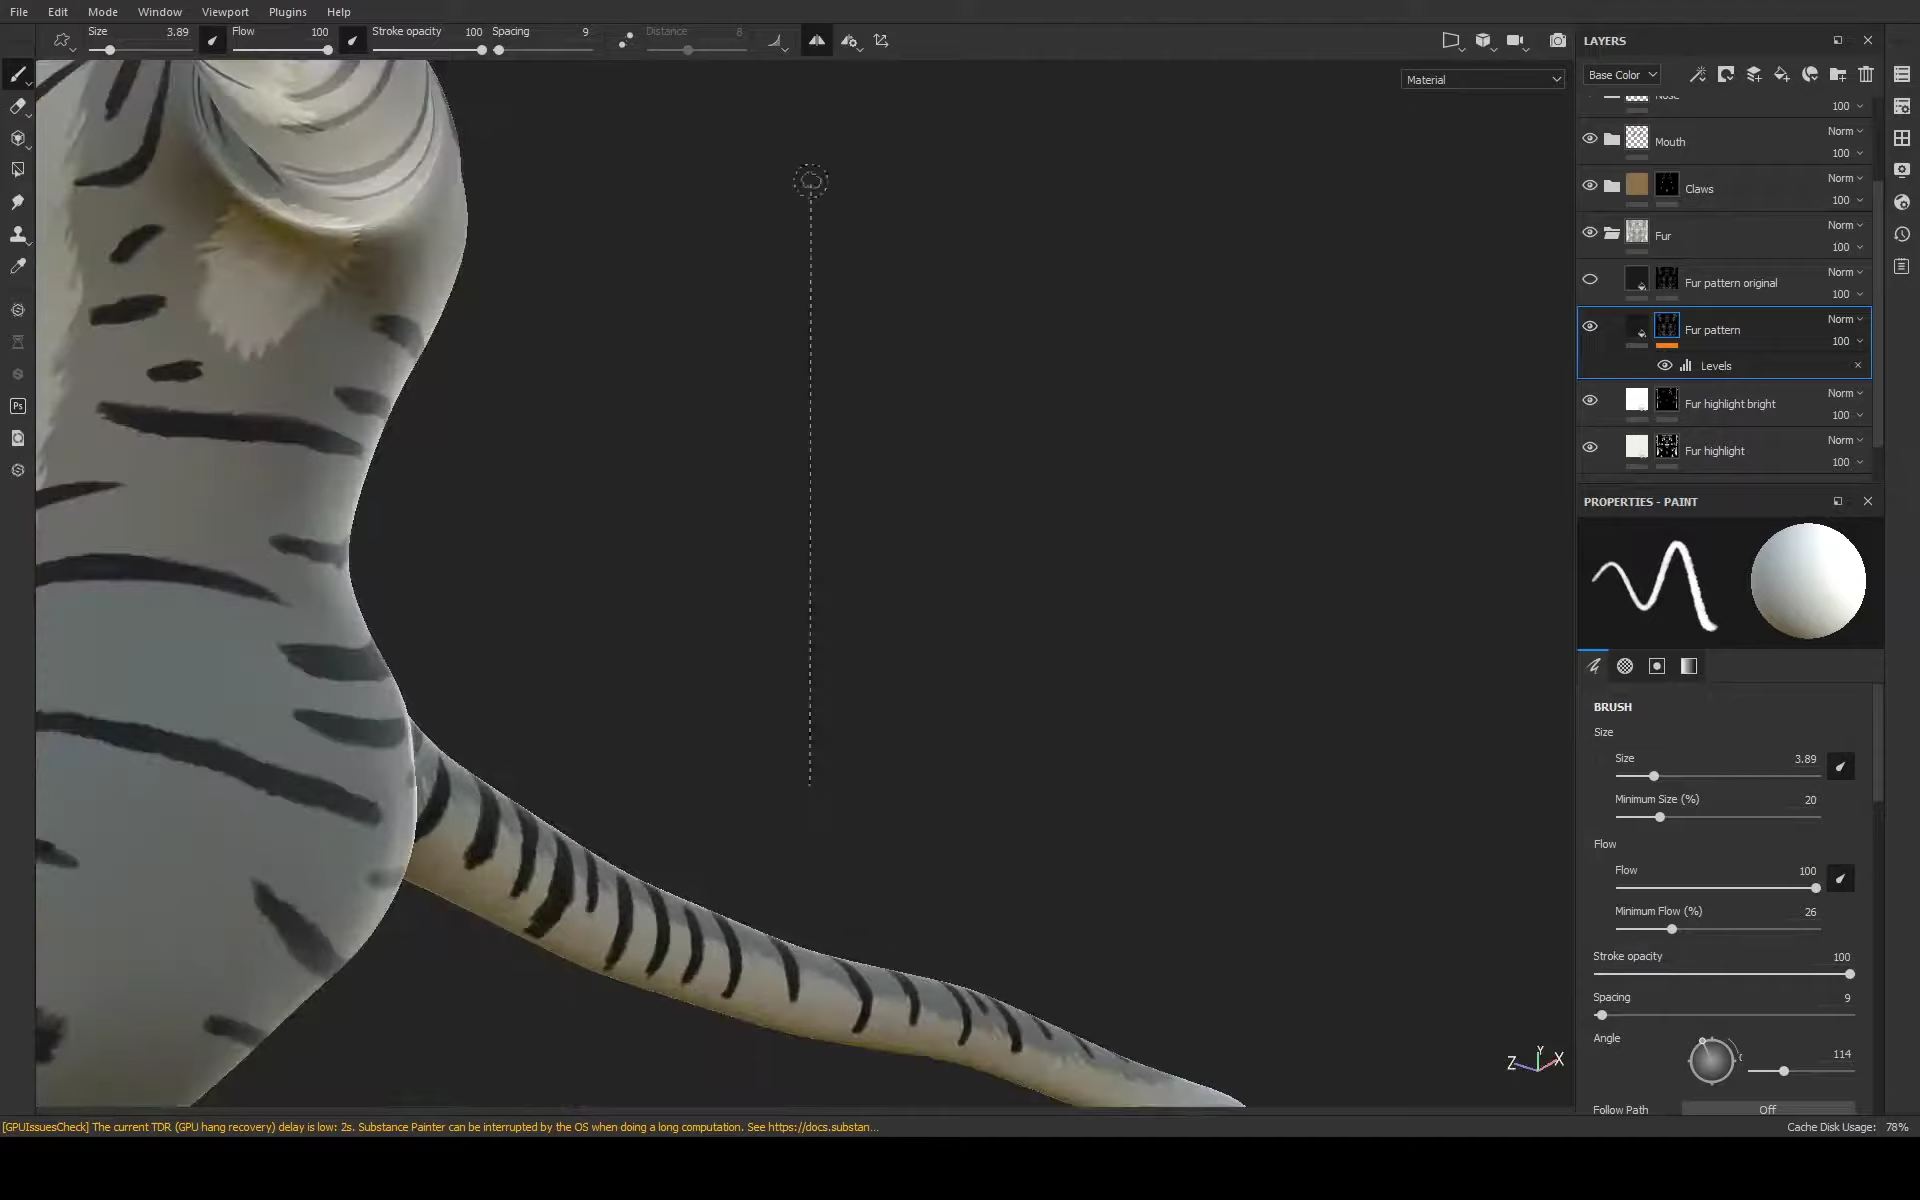 File Edit Mode Window Viewport Plugins Help
Size 3.89 Flow 100 Stroke opacity 100 Spacing 9 Distance 8
Material
LAYERS
Base Color
100
Mouth Norm
100
Claws Norm
100
Fur Norm
100
Fur pattern original Norm
100
Fur pattern Norm
100
Levels
Fur highlight bright Norm
100
Fur highlight Norm
100
Ps
PROPERTIES - PAINT
BRUSH
Size
Size 3.89
Minimum Size (%) 20
Flow
Flow 100
Minimum Flow (%) 26
Stroke opacity 100
Spacing 9
Angle
114
Follow Path Off
Z Y X
[GPUIssuesCheck] The current TDR (GPU hang recovery) delay is low: 2s. Substance Painter can be interrupted by the OS when doing a long computation. See https://docs.substan...
Cache Disk Usage: 78%